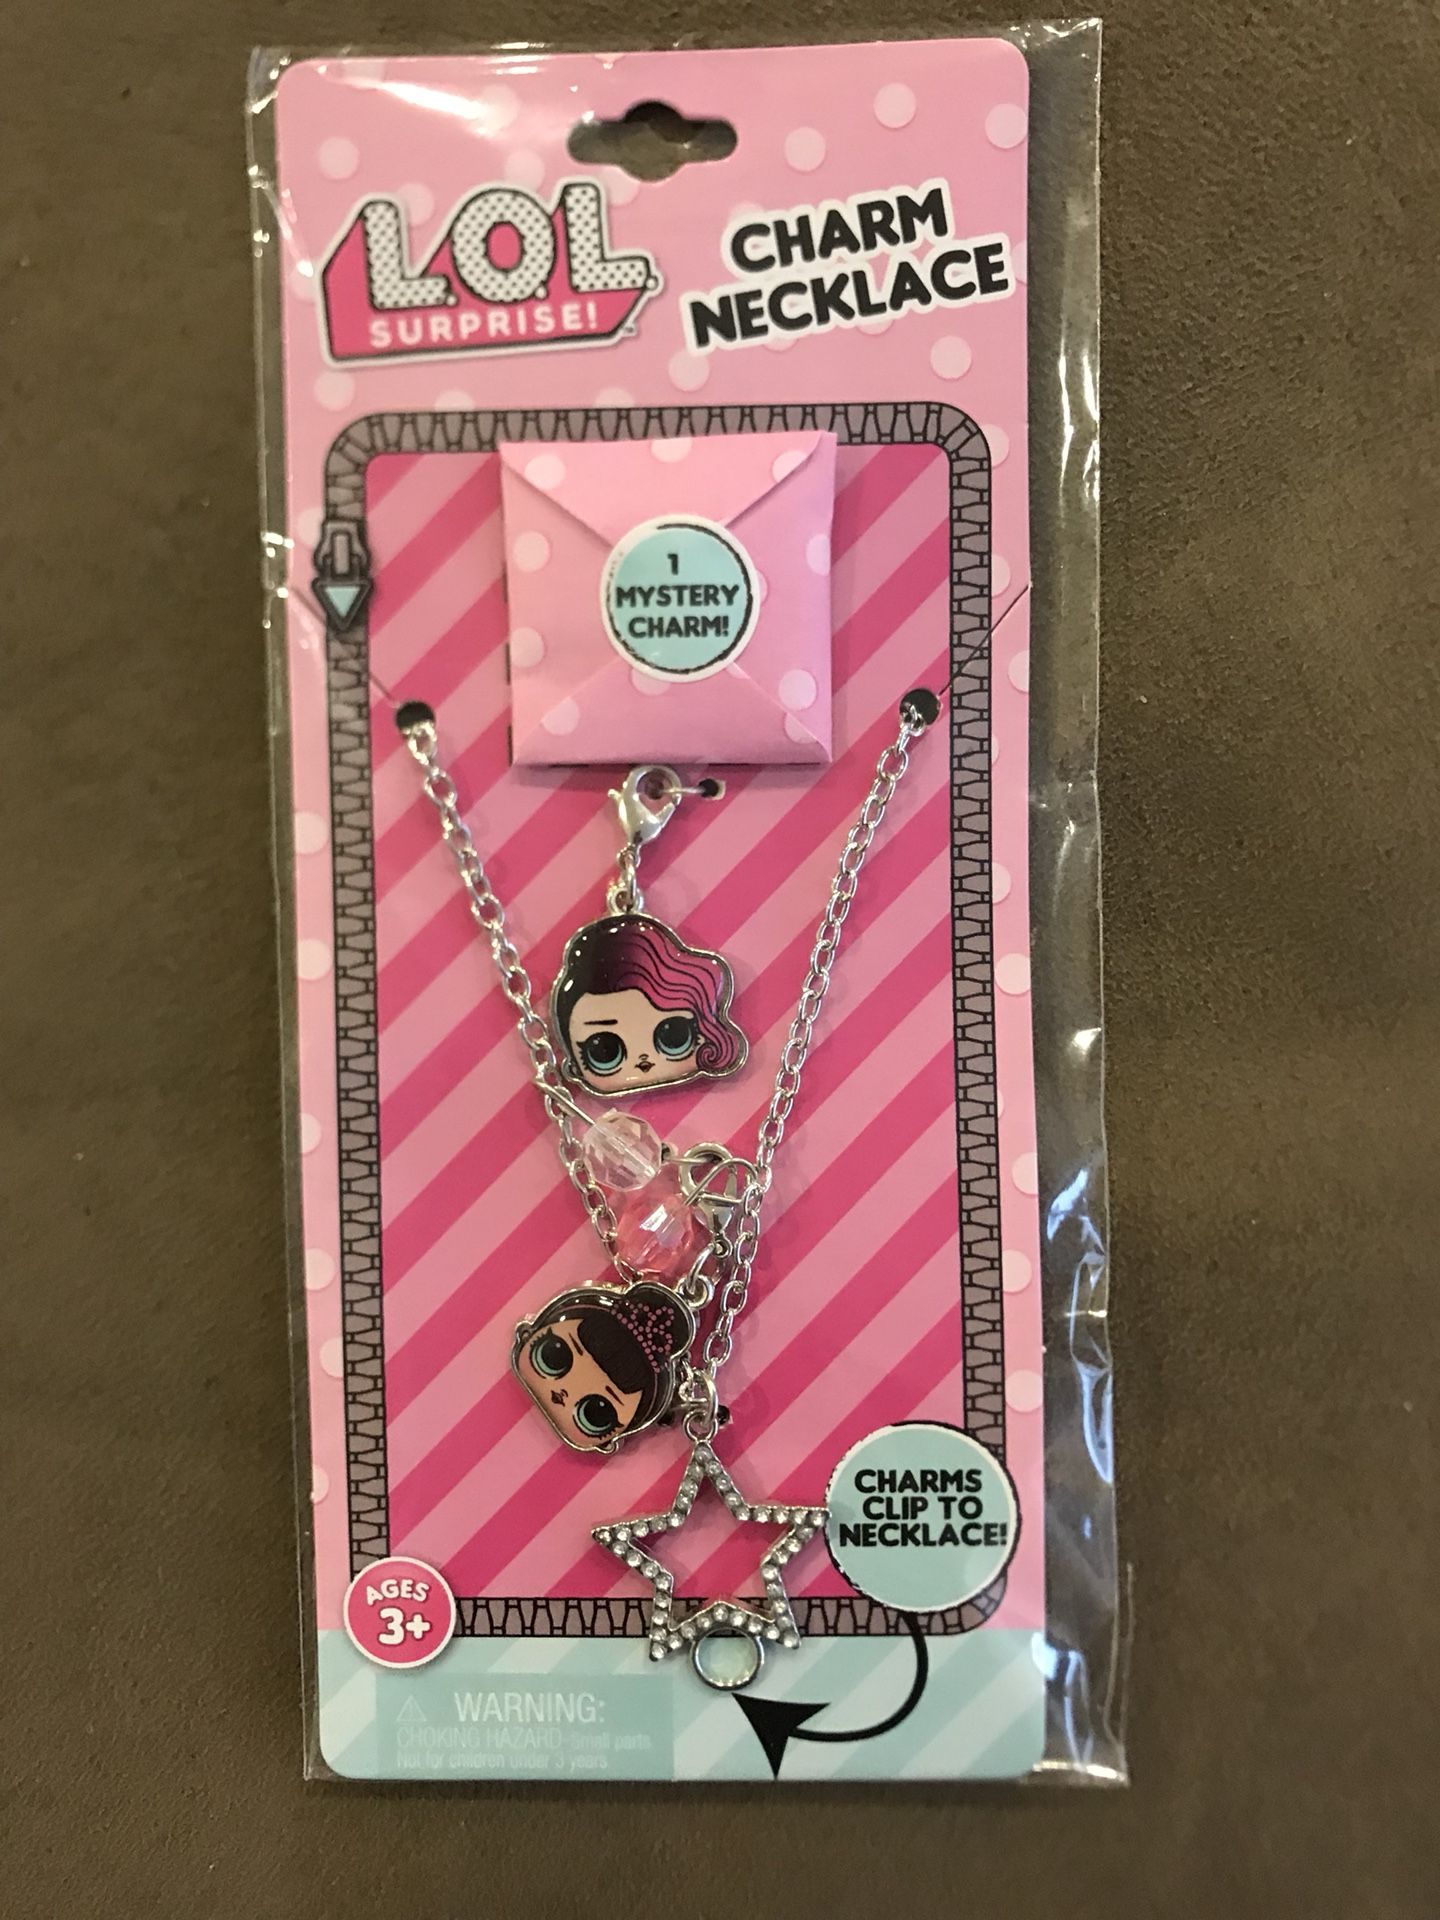 L.O.L.
SURPRISE!™
CHARM
NECKLACE
1
MYSTERY
CHARM!
CHARMS
CLIP TO
NECKLACE!
AGES
3+
WARNING:
CHOKING HAZARD-Small parts
Not for children under 3 years